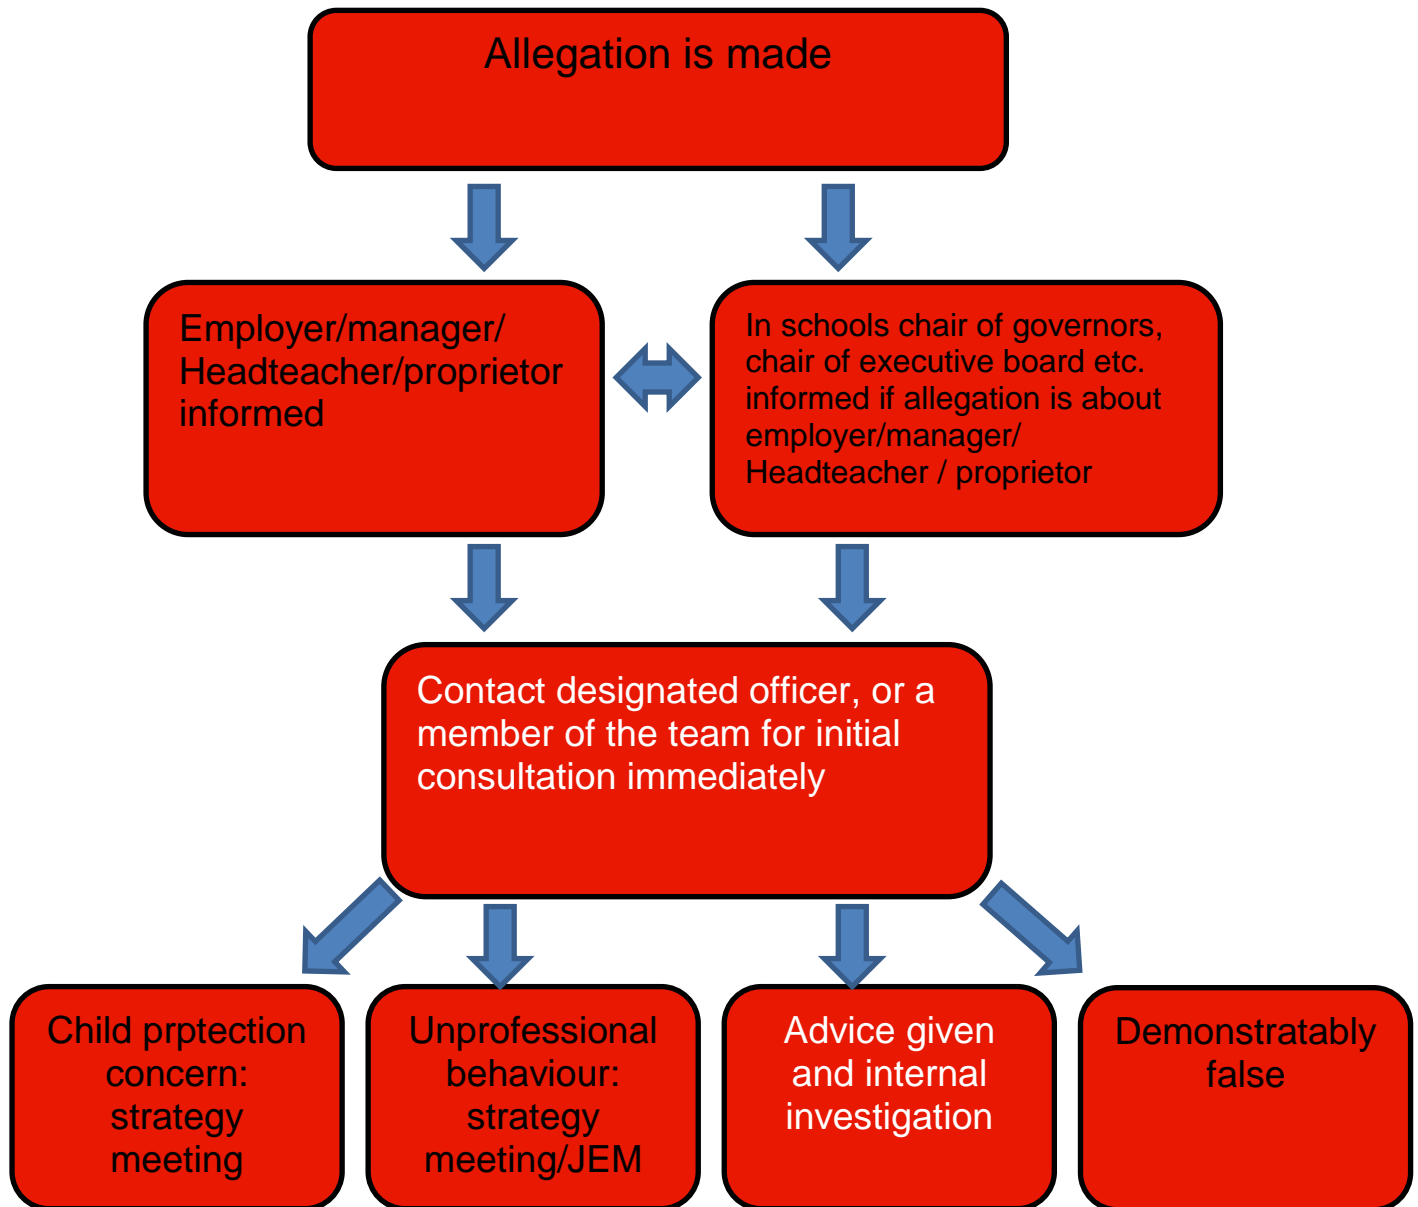 Allegation is made
Employer/manager/
Headteacher/proprietor
informed
In schools chair of governors,
chair of executive board etc.
informed if allegation is about
employer/manager/
Headteacher / proprietor
Contact designated officer, or a
member of the team for initial
consultation immediately
Child prptection
concern:
strategy
meeting
Unprofessional
behaviour:
strategy
meeting/JEM
Advice given
and internal
investigation
Demonstratably
false